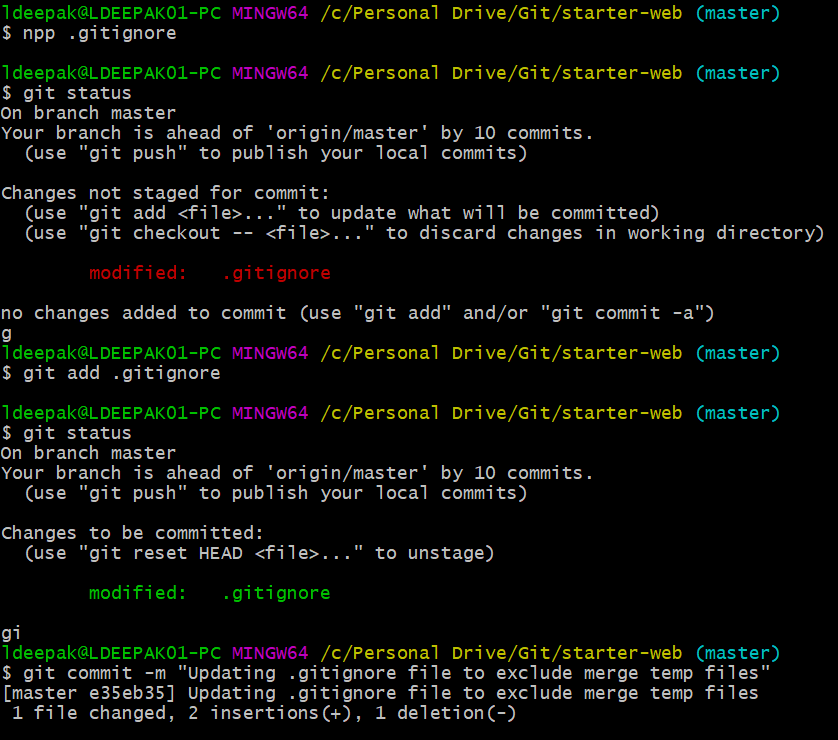 ldeepak@LDEEPAK01-PC MINGW64 /c/Personal Drive/Git/starter-web (master)
$ npp .gitignore
ldeepak@LDEEPAK01-PC MINGW64 /c/Personal Drive/Git/starter-web (master)
$ git status
On branch master
Your branch is ahead of 'origin/master' by 10 commits.
  (use "git push" to publish your local commits)
Changes not staged for commit:
  (use "git add <file>..." to update what will be committed)
  (use "git checkout -- <file>..." to discard changes in working directory)
        modified:   .gitignore
no changes added to commit (use "git add" and/or "git commit -a")
g
ldeepak@LDEEPAK01-PC MINGW64 /c/Personal Drive/Git/starter-web (master)
$ git add .gitignore
ldeepak@LDEEPAK01-PC MINGW64 /c/Personal Drive/Git/starter-web (master)
$ git status
On branch master
Your branch is ahead of 'origin/master' by 10 commits.
  (use "git push" to publish your local commits)
Changes to be committed:
  (use "git reset HEAD <file>..." to unstage)
        modified:   .gitignore
gi
ldeepak@LDEEPAK01-PC MINGW64 /c/Personal Drive/Git/starter-web (master)
$ git commit -m "Updating .gitignore file to exclude merge temp files"
[master e35eb35] Updating .gitignore file to exclude merge temp files
 1 file changed, 2 insertions(+), 1 deletion(-)